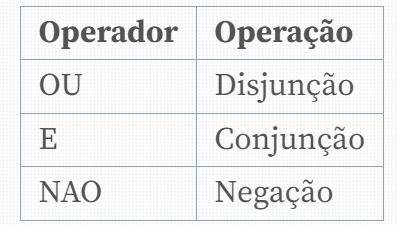 Operador Operação
OU Disjunção
E Conjunção
NAO Negação